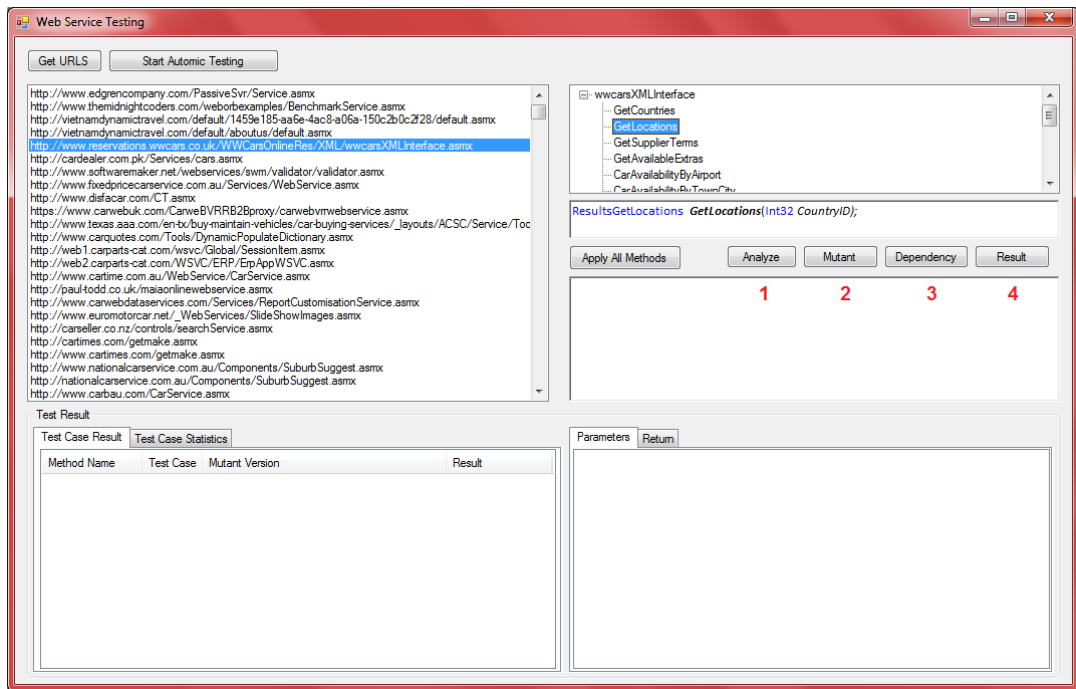 Web Service Testing
Get URLS
Start Automic Testing
http://www.edgrencompany.com/PassiveSvr/Service.asmx
http://www.themidnightcoders.com/weborbexamples/BenchmarkService.asmx
http://vietnamdynamictravel.com/default/1459e185-aa6e-4ac8-a06a-150c2b0c2f28/default.asmx
http://vietnamdynamictravel.com/default/aboutus/default.asmx
http://www.reservations.wwcars.co.uk/WWCarsOnlineRes/XML/wwcarsXMLInterface.asmx
http://cardealer.com.pk/Services/cars.asmx
http://www.softwaremaker.net/webservices/swm/validator/validator.asmx
http://www.fixedpricecarservice.com.au/Services/WebService.asmx
http://www.disfacar.com/CT.asmx
https://www.carwebuk.com/CarweBVRRB2Bproxy/carwebvrrwebservice.asmx
http://www.texas.aaa.com/en-tx/buy-maintain-vehicles/car-buying-services/_layouts/ACSC/Service/Toc
http://www.carquotes.com/Tools/DynamicPopulateDictionary.asmx
http://web1.carparts-cat.com/wsvc/Global/SessionItem.asmx
http://web2.carparts-cat.com/WSVC/ERP/ErpAppWSVC.asmx
http://www.cartime.com.au/WebService/CarService.asmx
http://paul-todd.co.uk/maiaonlinewebservice.asmx
http://www.carwebdataservices.com/Services/ReportCustomisationService.asmx
http://www.euromotorcar.net/_WebServices/SlideShowImages.asmx
http://carseller.co.nz/controls/searchService.asmx
http://cartimes.com/getmake.asmx
http://www.cartimes.com/getmake.asmx
http://www.nationalcarservice.com.au/Components/SuburbSuggest.asmx
http://nationalcarservice.com.au/Components/SuburbSuggest.asmx
http://www.carbau.com/CarService.asmx
wwcarsXMLInterface
GetCountries
GetLocations
GetSupplierTerms
GetAvailableExtras
CarAvailabilityByAirport
CarAvailabilityByTownCity
ResultsGetLocations GetLocations(Int32 CountryID);
Apply All Methods
Analyze
Mutant
Dependency
Result
1
2
3
4
Test Result
Test Case Result
Test Case Statistics
Method Name
Test Case
Mutant Version
Result
Parameters
Return